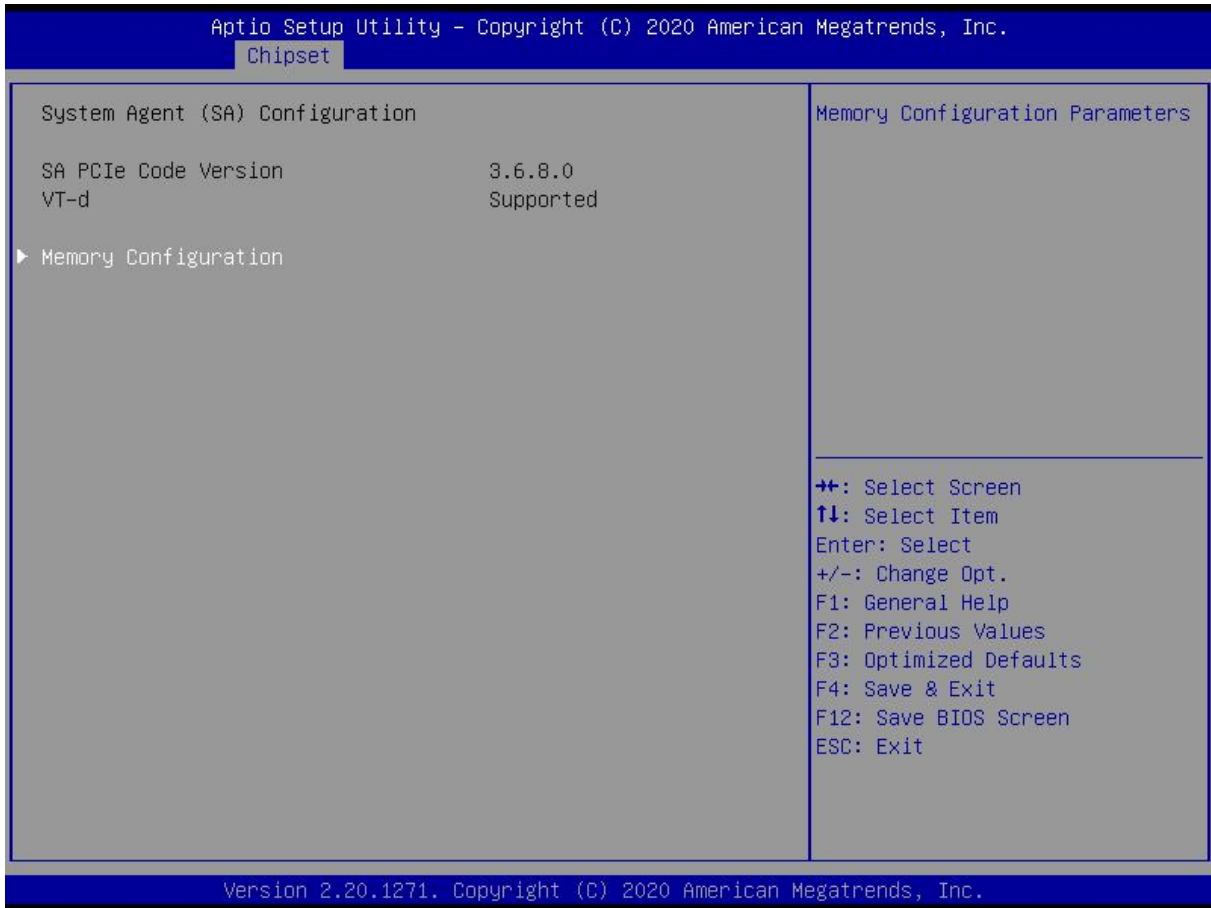 Aptio Setup Utility – Copyright (C) 2020 American Megatrends, Inc.
Chipset
System Agent (SA) Configuration
SA PCIe Code Version 3.6.8.0
VT-d Supported
▶ Memory Configuration
Memory Configuration Parameters
→←: Select Screen
↑↓: Select Item
Enter: Select
+/-: Change Opt.
F1: General Help
F2: Previous Values
F3: Optimized Defaults
F4: Save & Exit
F12: Save BIOS Screen
ESC: Exit
Version 2.20.1271. Copyright (C) 2020 American Megatrends, Inc.